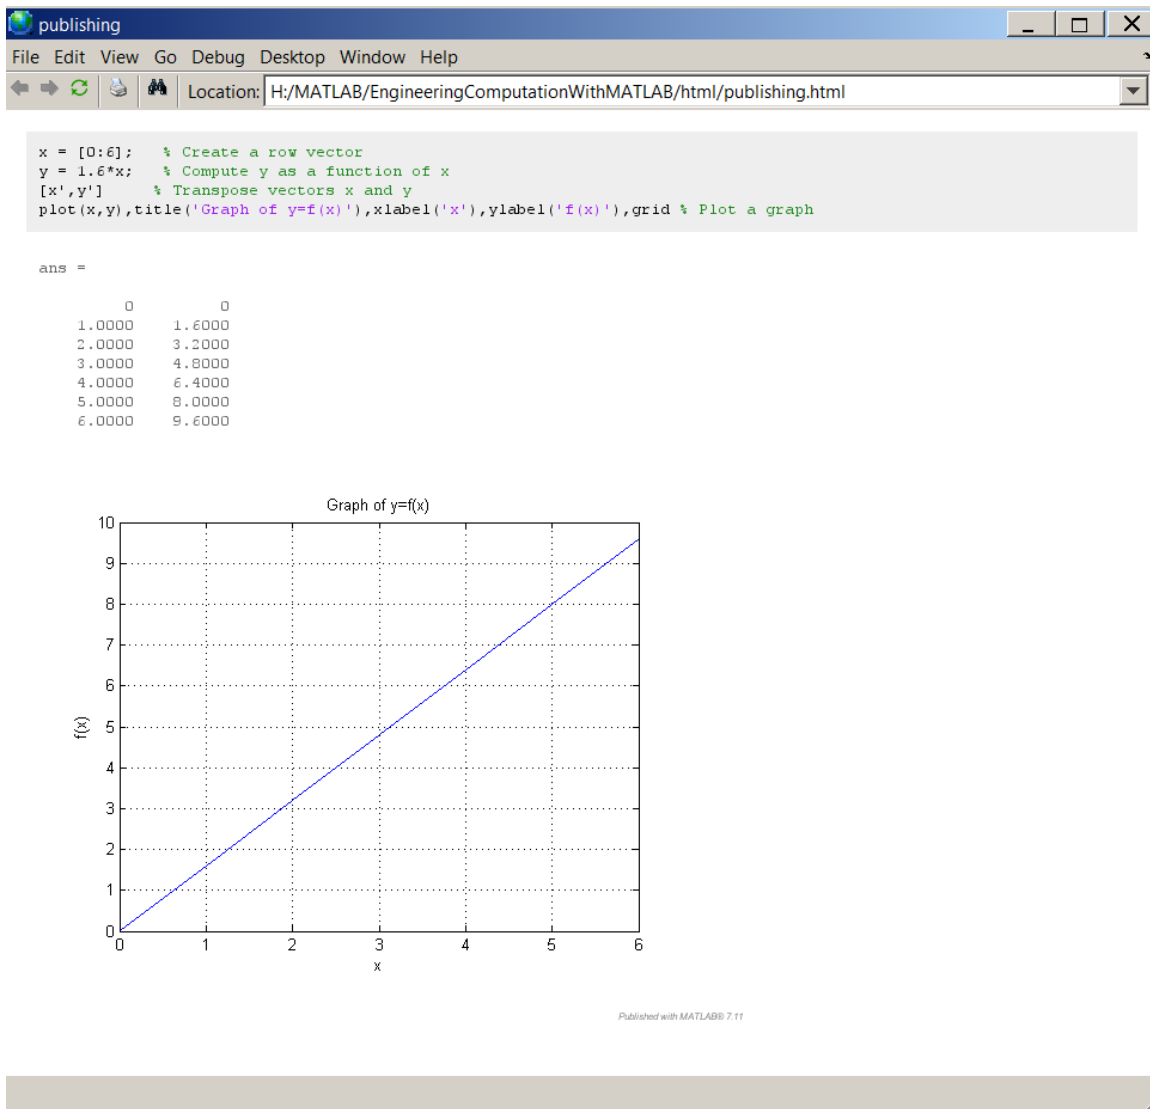 publishing
File Edit View Go Debug Desktop Window Help
Location: H:/MATLAB/EngineeringComputationWithMATLAB/html/publishing.html
x = [0:6];   % Create a row vector
y = 1.6*x;   % Compute y as a function of x
[x',y']      % Transpose vectors x and y
plot(x,y),title('Graph of y=f(x)'),xlabel('x'),ylabel('f(x)'),grid % Plot a graph
ans =
0 0
1.0000 1.6000
2.0000 3.2000
3.0000 4.8000
4.0000 6.4000
5.0000 8.0000
6.0000 9.6000
Graph of y=f(x)
10
9
8
7
6
5
4
3
2
1
0
f(x)
0 1 2 3 4 5 6
x
Published with MATLAB® 7.11